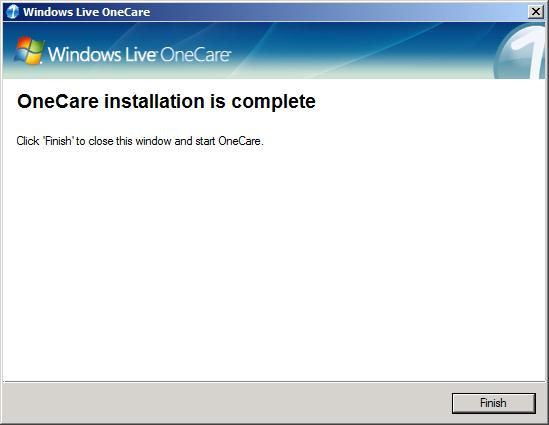 Windows Live OneCare
Windows Live OneCare
OneCare installation is complete
Click 'Finish' to close this window and start OneCare.
Finish